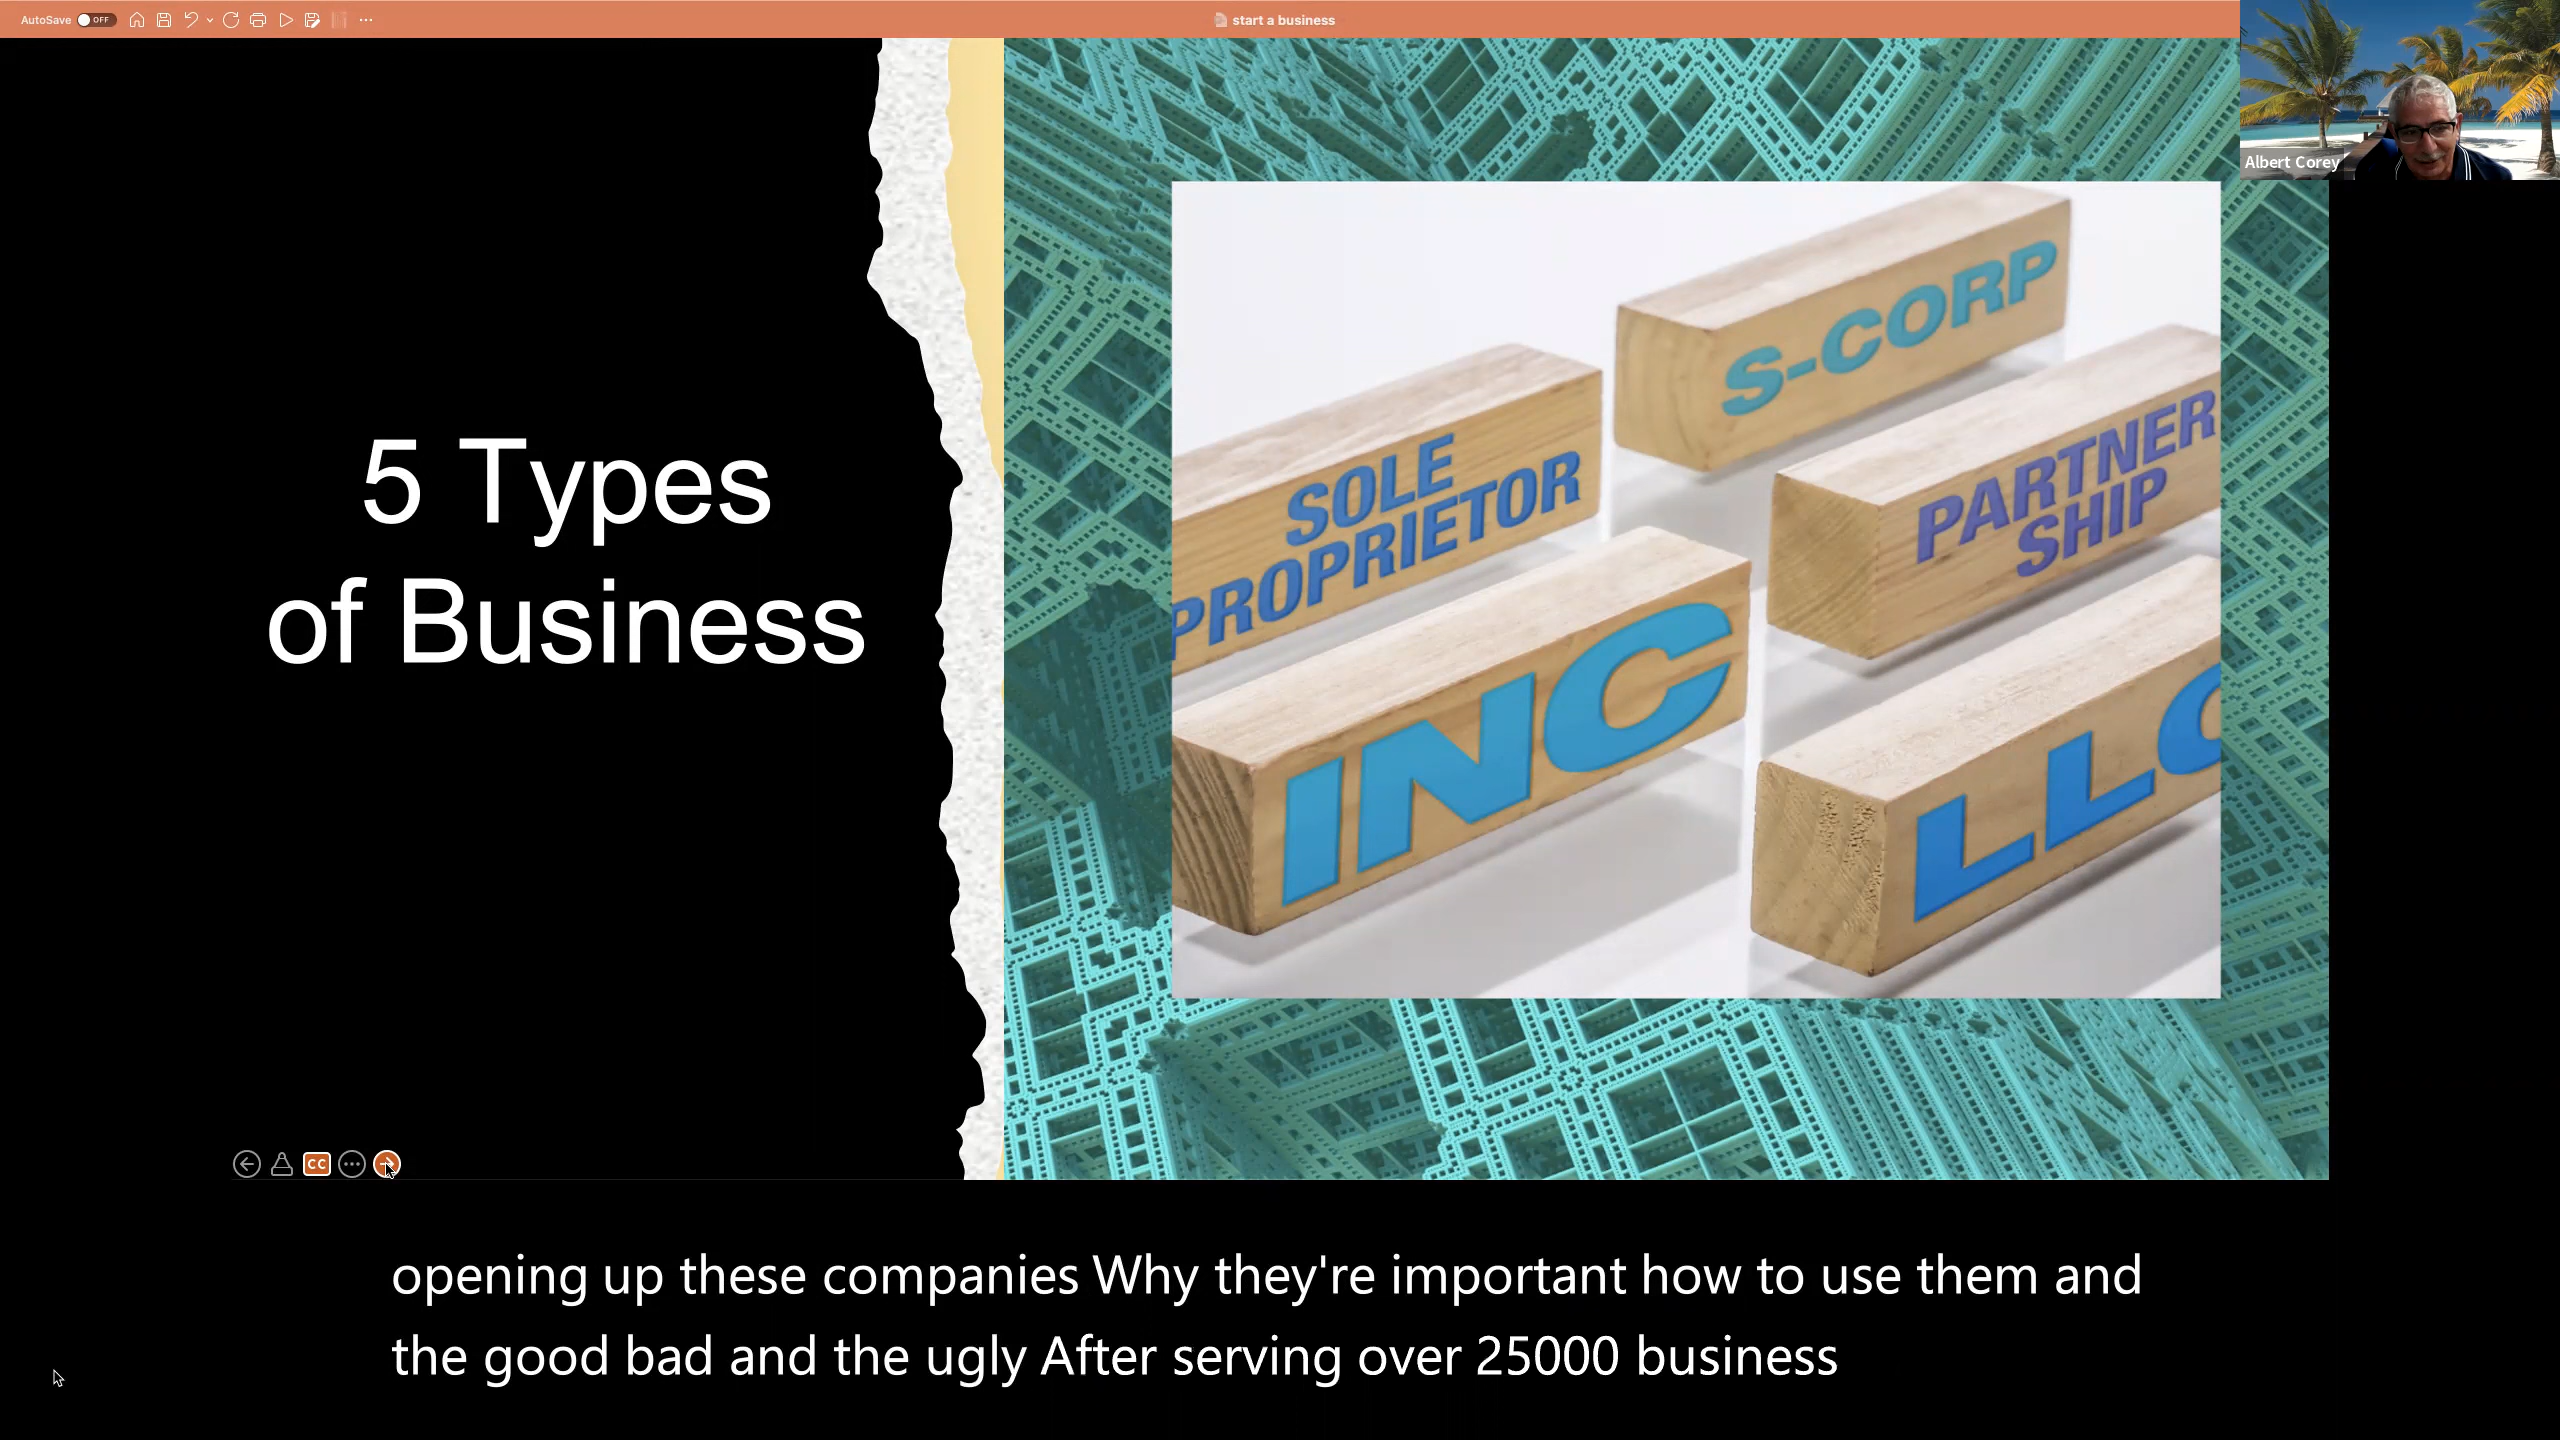 AutoSave OFF
start a business
Albert Corey
5 Types
of Business
S-CORP
SOLE
PROPRIETOR
PARTNER
SHIP
INC
LLC
CC
opening up these companies Why they're important how to use them and
the good bad and the ugly After serving over 25000 business